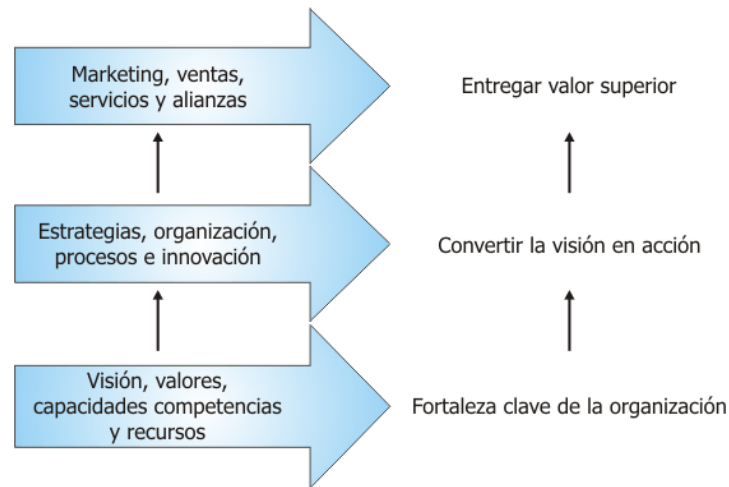 Marketing, ventas,
servicios y alianzas
Entregar valor superior
Estrategias, organización,
procesos e innovación
Convertir la visión en acción
Visión, valores,
capacidades competencias
y recursos
Fortaleza clave de la organización